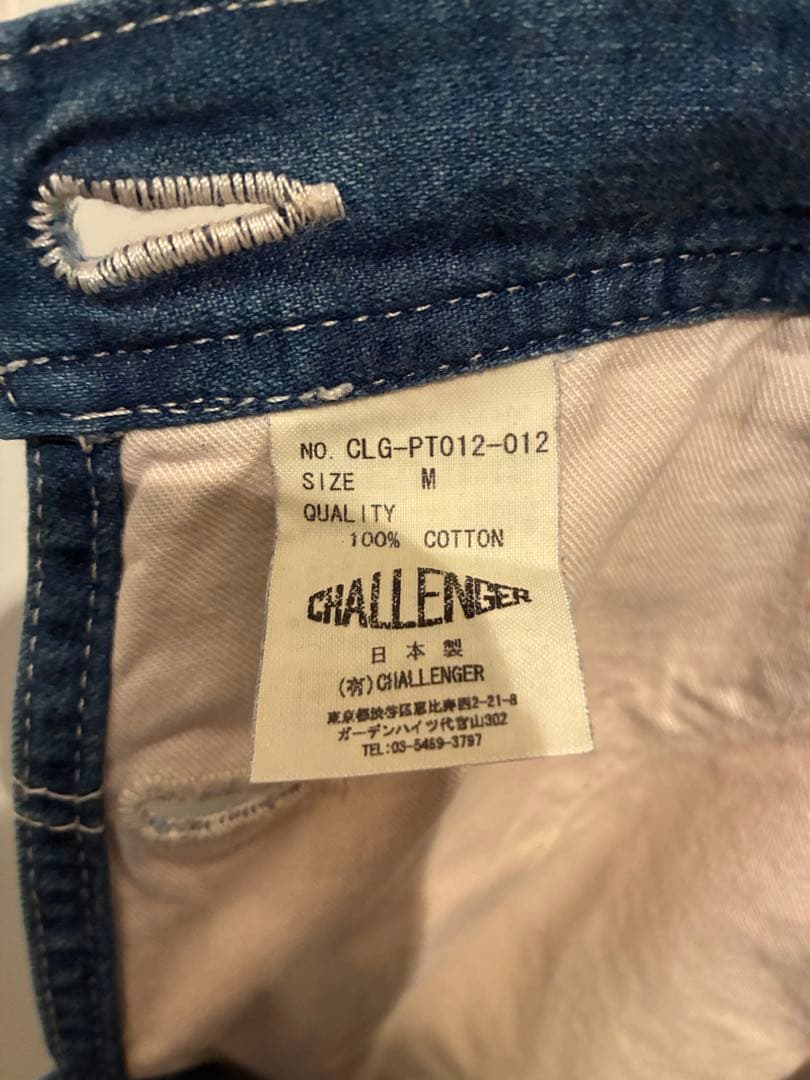 NO. CLG-PT012-012
SIZE M
QUALITY
100% COTTON
CHALLENGER
日本製
(有)CHALLENGER
東京都渋谷区恵比寿西2-21-8
ガーデンハイツ代官山302
TEL:03-5489-3797